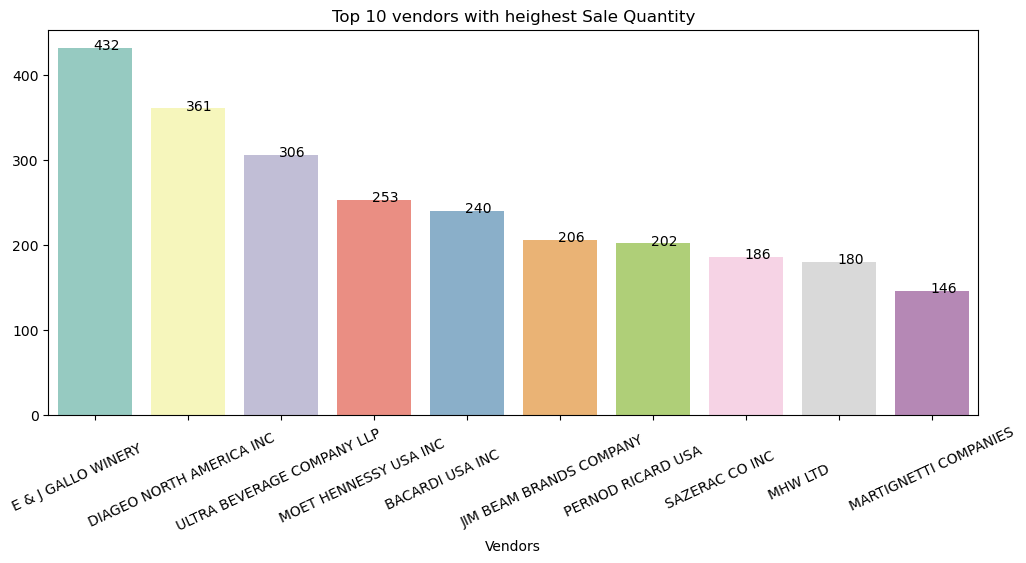 Top 10 vendors with heighest Sale Quantity
400
300
200
100
0
432
361
306
253
240
206
202
186
180
146
E & J GALLO WINERY
DIAGEO NORTH AMERICA INC
ULTRA BEVERAGE COMPANY LLP
MOET HENNESSY USA INC
BACARDI USA INC
JIM BEAM BRANDS COMPANY
PERNOD RICARD USA
SAZERAC CO INC
MHW LTD
MARTIGNETTI COMPANIES
Vendors